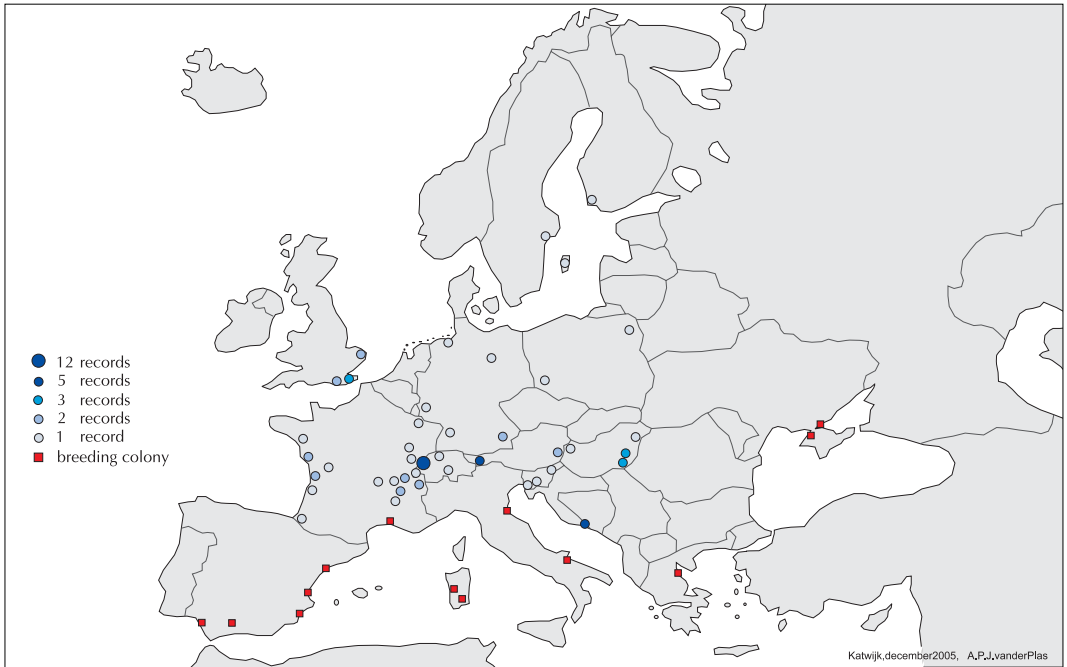 12 records
5 records
3 records
2 records
1 record
breeding colony
Katwijk,december2005, A.P.J.vanderPlas